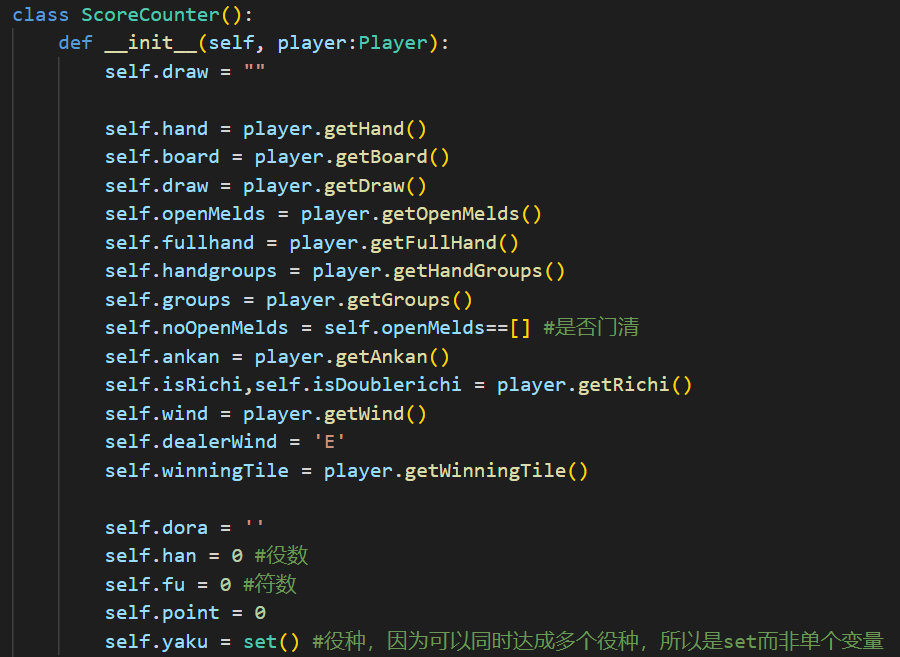 class ScoreCounter():
    def __init__(self, player:Player):
        self.draw = ""
        self.hand = player.getHand()
        self.board = player.getBoard()
        self.draw = player.getDraw()
        self.openMelds = player.getOpenMelds()
        self.fullhand = player.getFullHand()
        self.handgroups = player.getHandGroups()
        self.groups = player.getGroups()
        self.noOpenMelds = self.openMelds==[] #是否门清
        self.ankan = player.getAnkan()
        self.isRichi,self.isDoublerichi = player.getRichi()
        self.wind = player.getWind()
        self.dealerWind = 'E'
        self.winningTile = player.getWinningTile()
        self.dora = ''
        self.han = 0 #役数
        self.fu = 0 #符数
        self.point = 0
        self.yaku = set() #役种，因为可以同时达成多个役种，所以是set而非单个变量